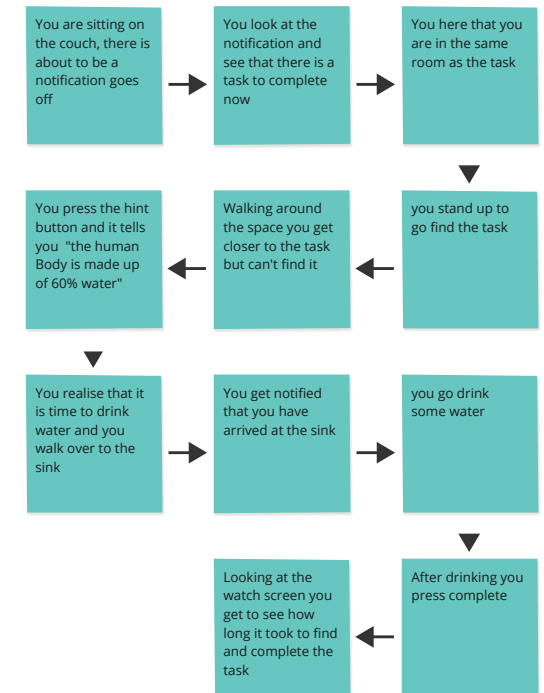 You are sitting on
the couch, there is
about to be a
notification goes
off
You look at the
notification and
see that there is a
task to complete
now
You here that you
are in the same
room as the task
you stand up to
go find the task
Walking around
the space you get
closer to the task
but can't find it
You press the hint
button and it tells
you "the human
Body is made up
of 60% water"
You realise that it
is time to drink
water and you
walk over to the
sink
You get notified
that you have
arrived at the sink
you go drink
some water
After drinking you
press complete
Looking at the
watch screen you
get to see how
long it took to find
and complete the
task